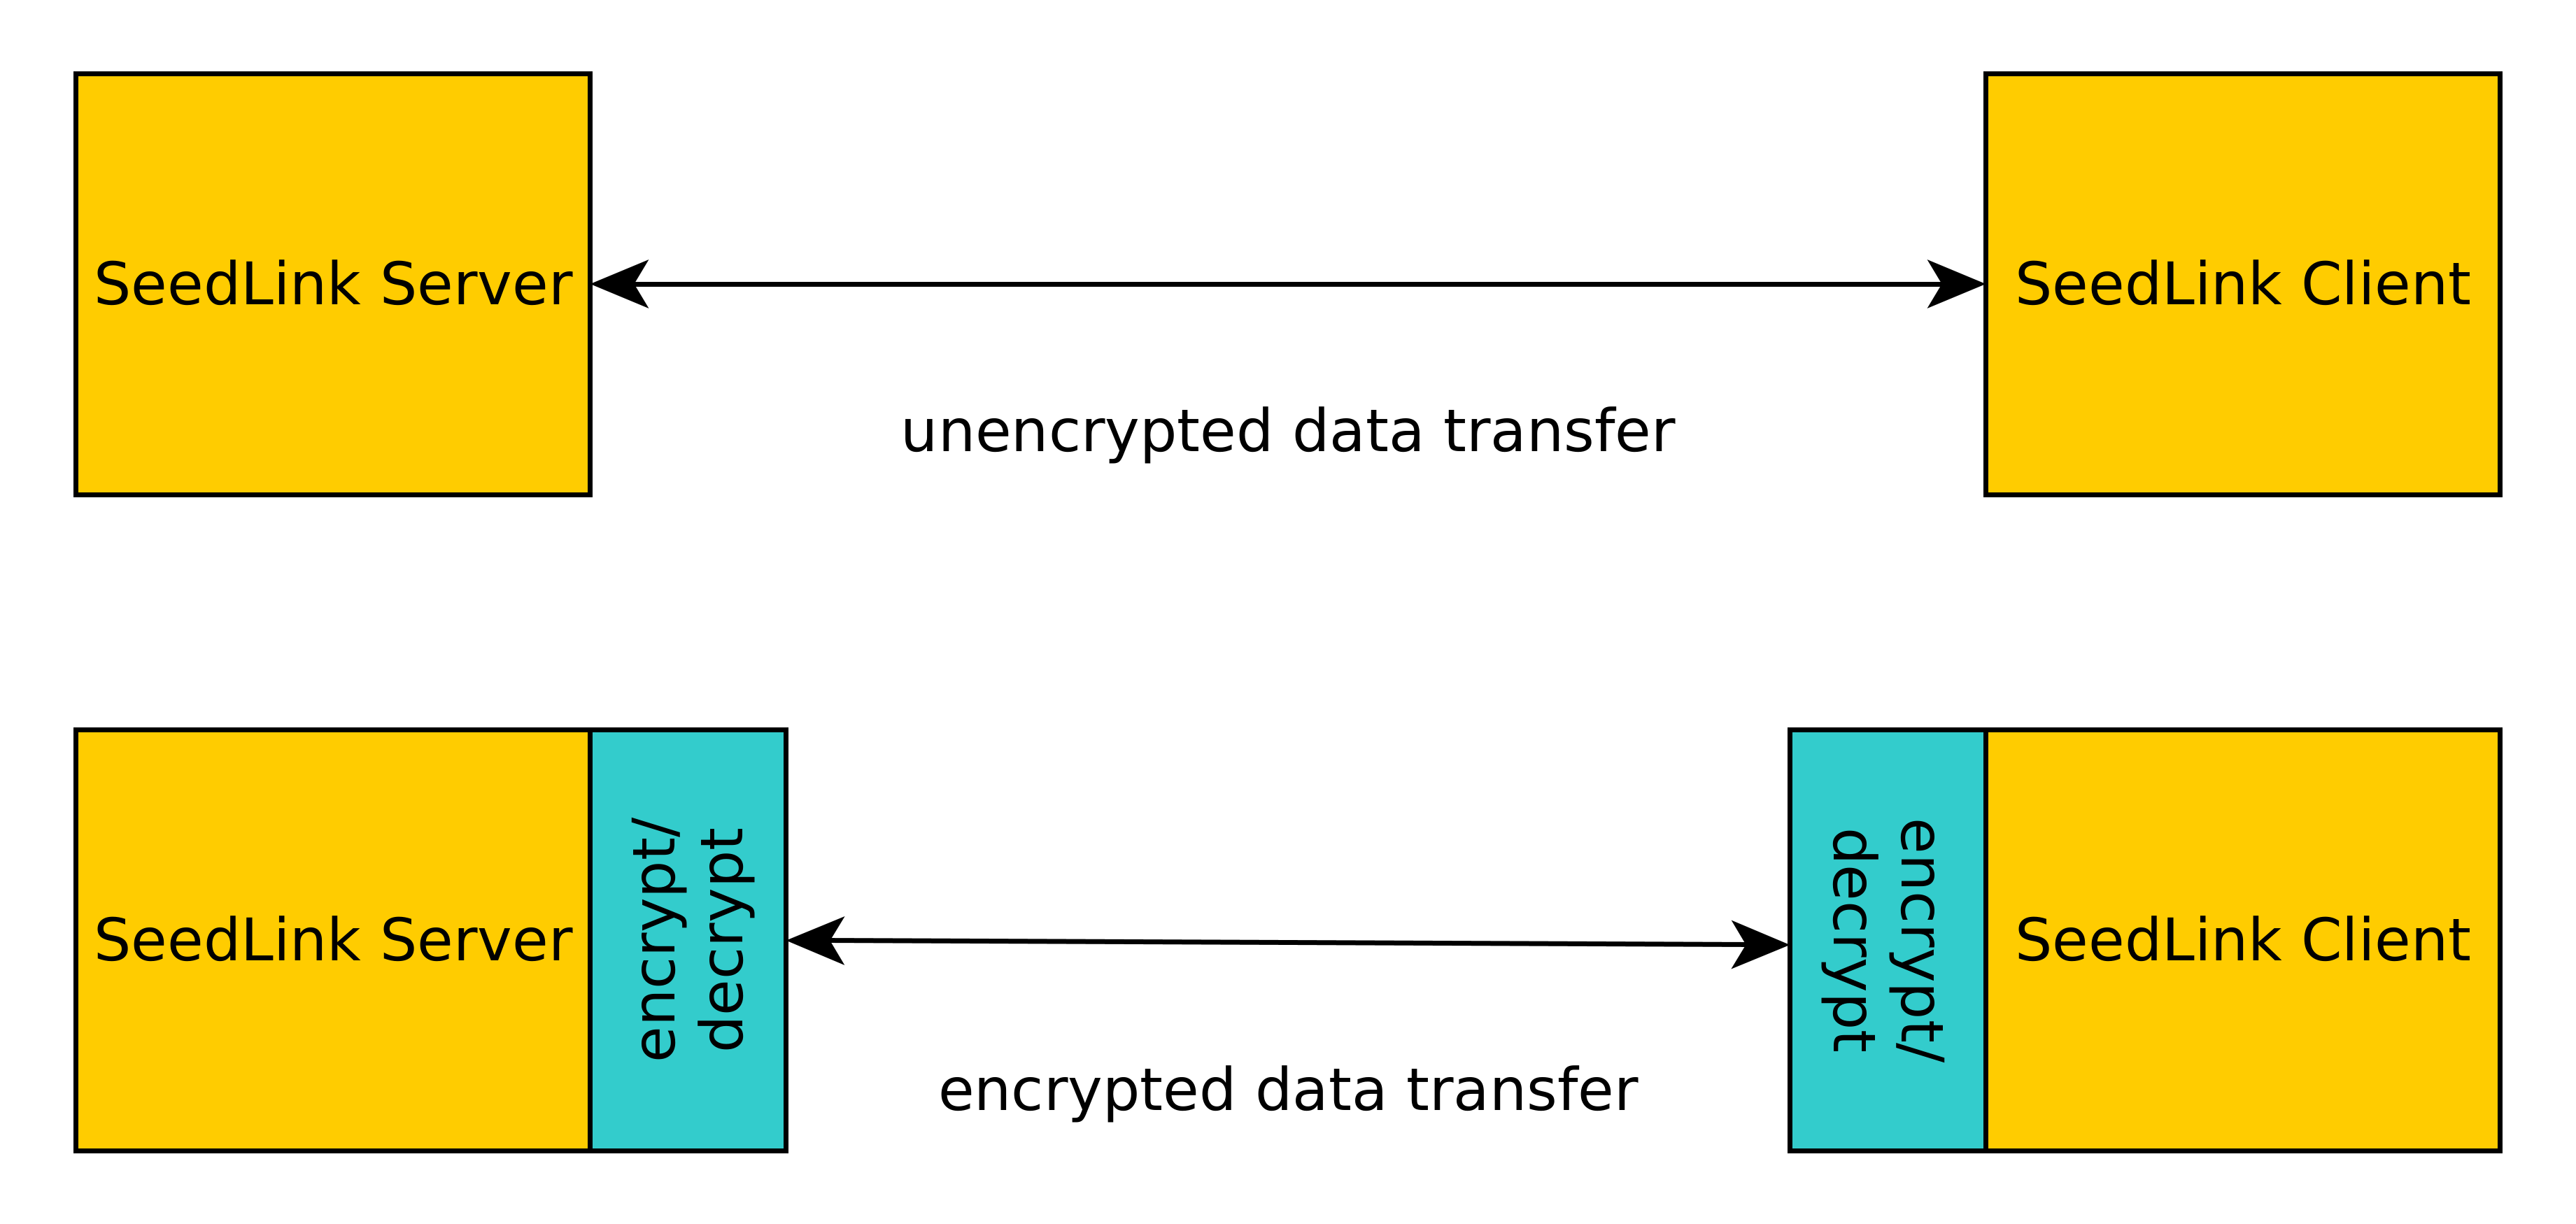 SeedLink Server
SeedLink Client
unencrypted data transfer
SeedLink Server
encrypt/
decrypt
encrypt/
decrypt
SeedLink Client
encrypted data transfer